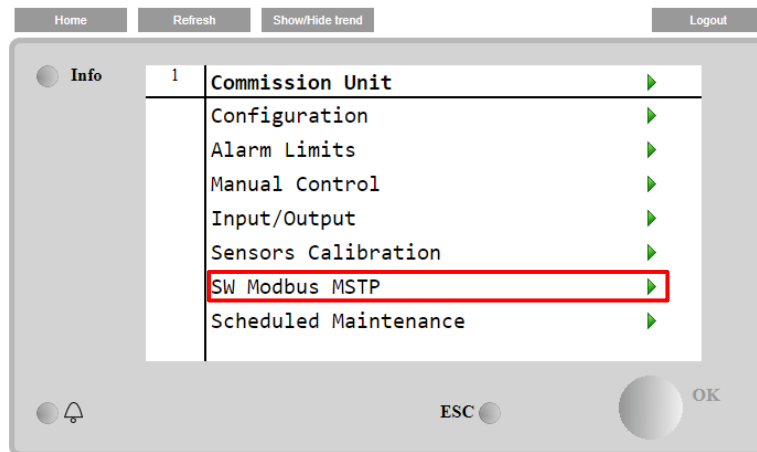 Home Refresh Show/Hide trend Logout
Info
1 Commission Unit
Configuration
Alarm Limits
Manual Control
Input/Output
Sensors Calibration
SW Modbus MSTP
Scheduled Maintenance
ESC
OK